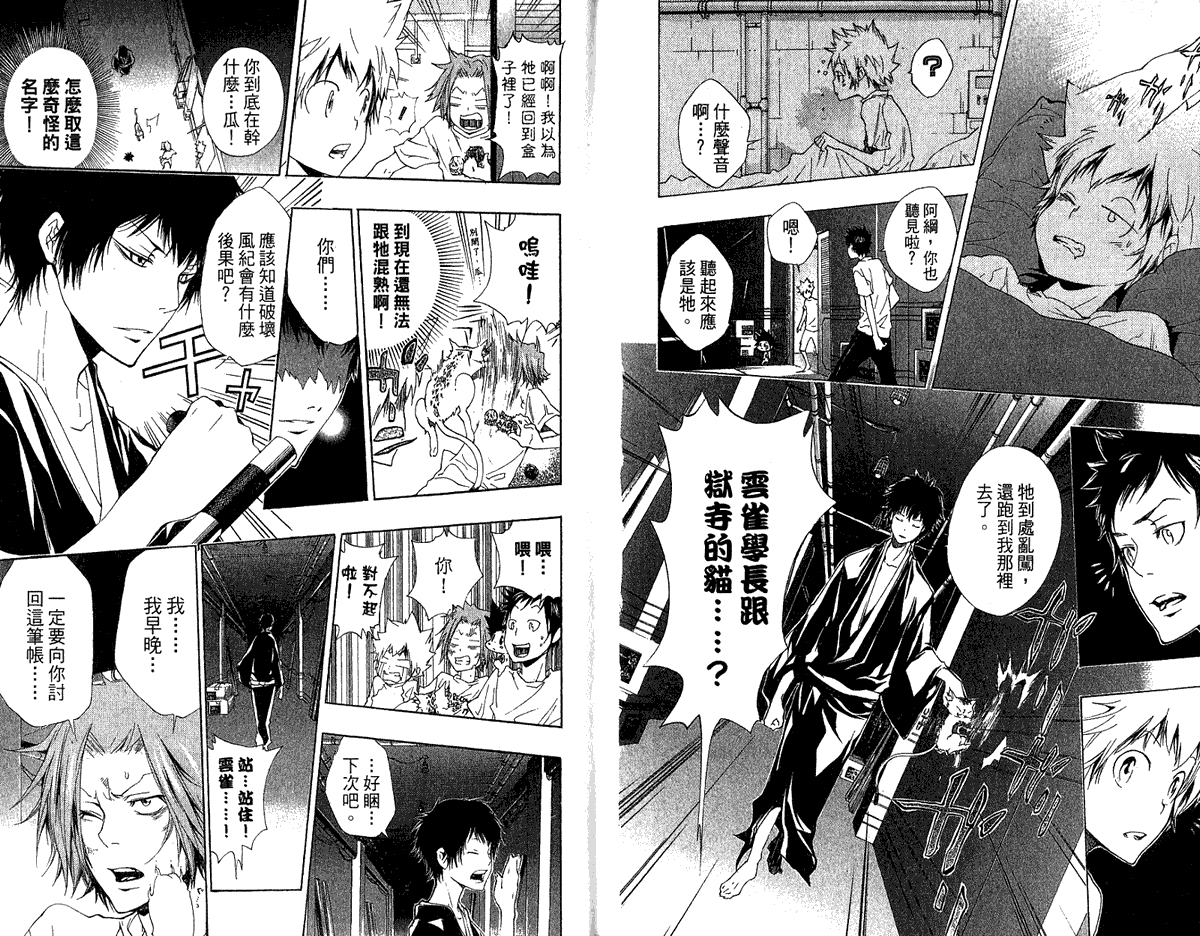 ?
什麼聲音
啊…?
阿綱，你也
聽見啦?
嗯!
聽起來應
該是牠。
牠到處亂闖，
還跑到我那裡
去了。
雲雀學長跟
獄寺的貓……?
啊啊!我以為
牠已經回到盒
子裡了!
你到底在幹
什麼…瓜!
怎麼取這
麼奇怪的
名字!
嗚哇!
別鬧了!瓜!
到現在還無法
跟牠混熟啊!
你們……
應該知道破壞
風紀會有什麼
後果吧?
喂…
喂!
你!
對不起
啦!
…好睏…
下次吧。
站…站住!
雲雀……!
我……
我早晚…
一定要向你討
回這筆帳……